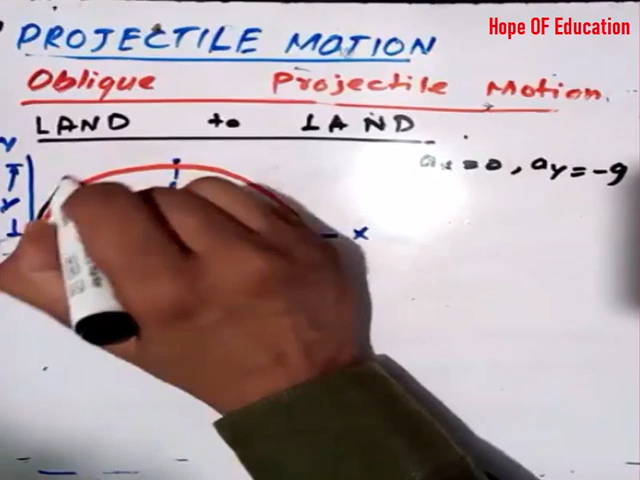 Hope OF Education
PROJECTILE MOTION
Oblique Projectile Motion
LAND to LAND
ax = 0, ay = -g
Y
Y
X